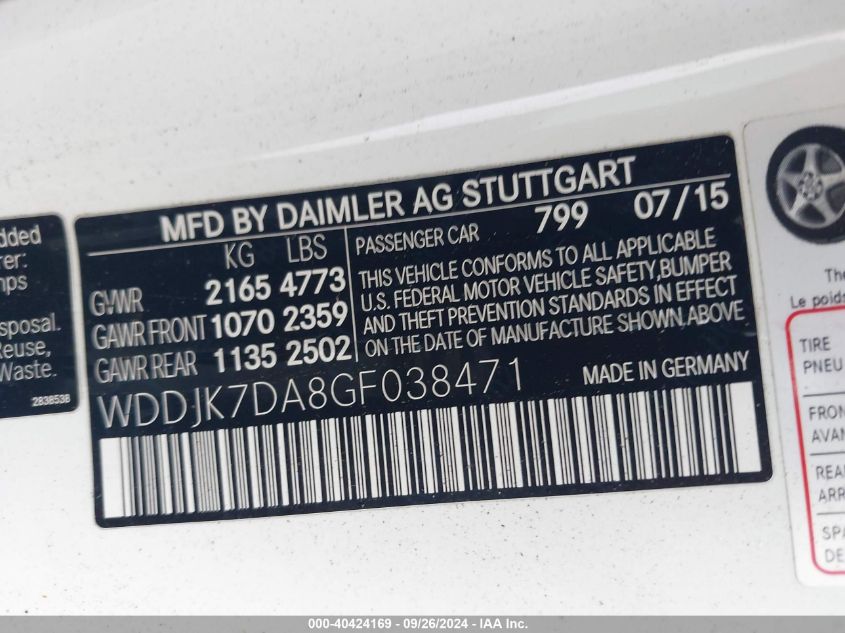 MFD BY DAIMLER AG STUTTGART
KG LBS
GVWR 2165 4773
GAWR FRONT 1070 2359
GAWR REAR 1135 2502
PASSENGER CAR 799 07/15
THIS VEHICLE CONFORMS TO ALL APPLICABLE
U.S. FEDERAL MOTOR VEHICLE SAFETY, BUMPER
AND THEFT PREVENTION STANDARDS IN EFFECT
ON THE DATE OF MANUFACTURE SHOWN ABOVE
WDDJK7DA8GF038471 MADE IN GERMANY
dded
rer:
mps
sposal.
Reuse,
Waste.
2838538
The
Le poids
TIRE
PNEU
FRON
AVAN
REA
ARR
SPA
DE
000-40424169 - 09/26/2024 - © IAA, Inc.